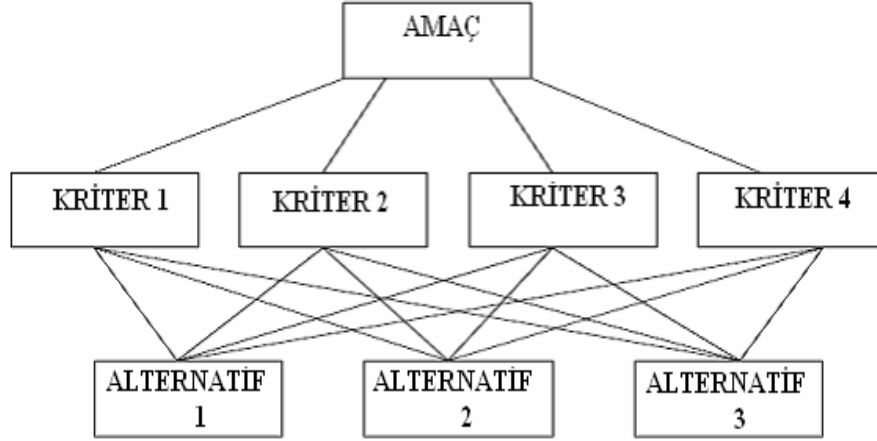 AMAÇ
KRİTER 1
KRİTER 2
KRİTER 3
KRİTER 4
ALTERNATİF
1
ALTERNATİF
2
ALTERNATİF
3